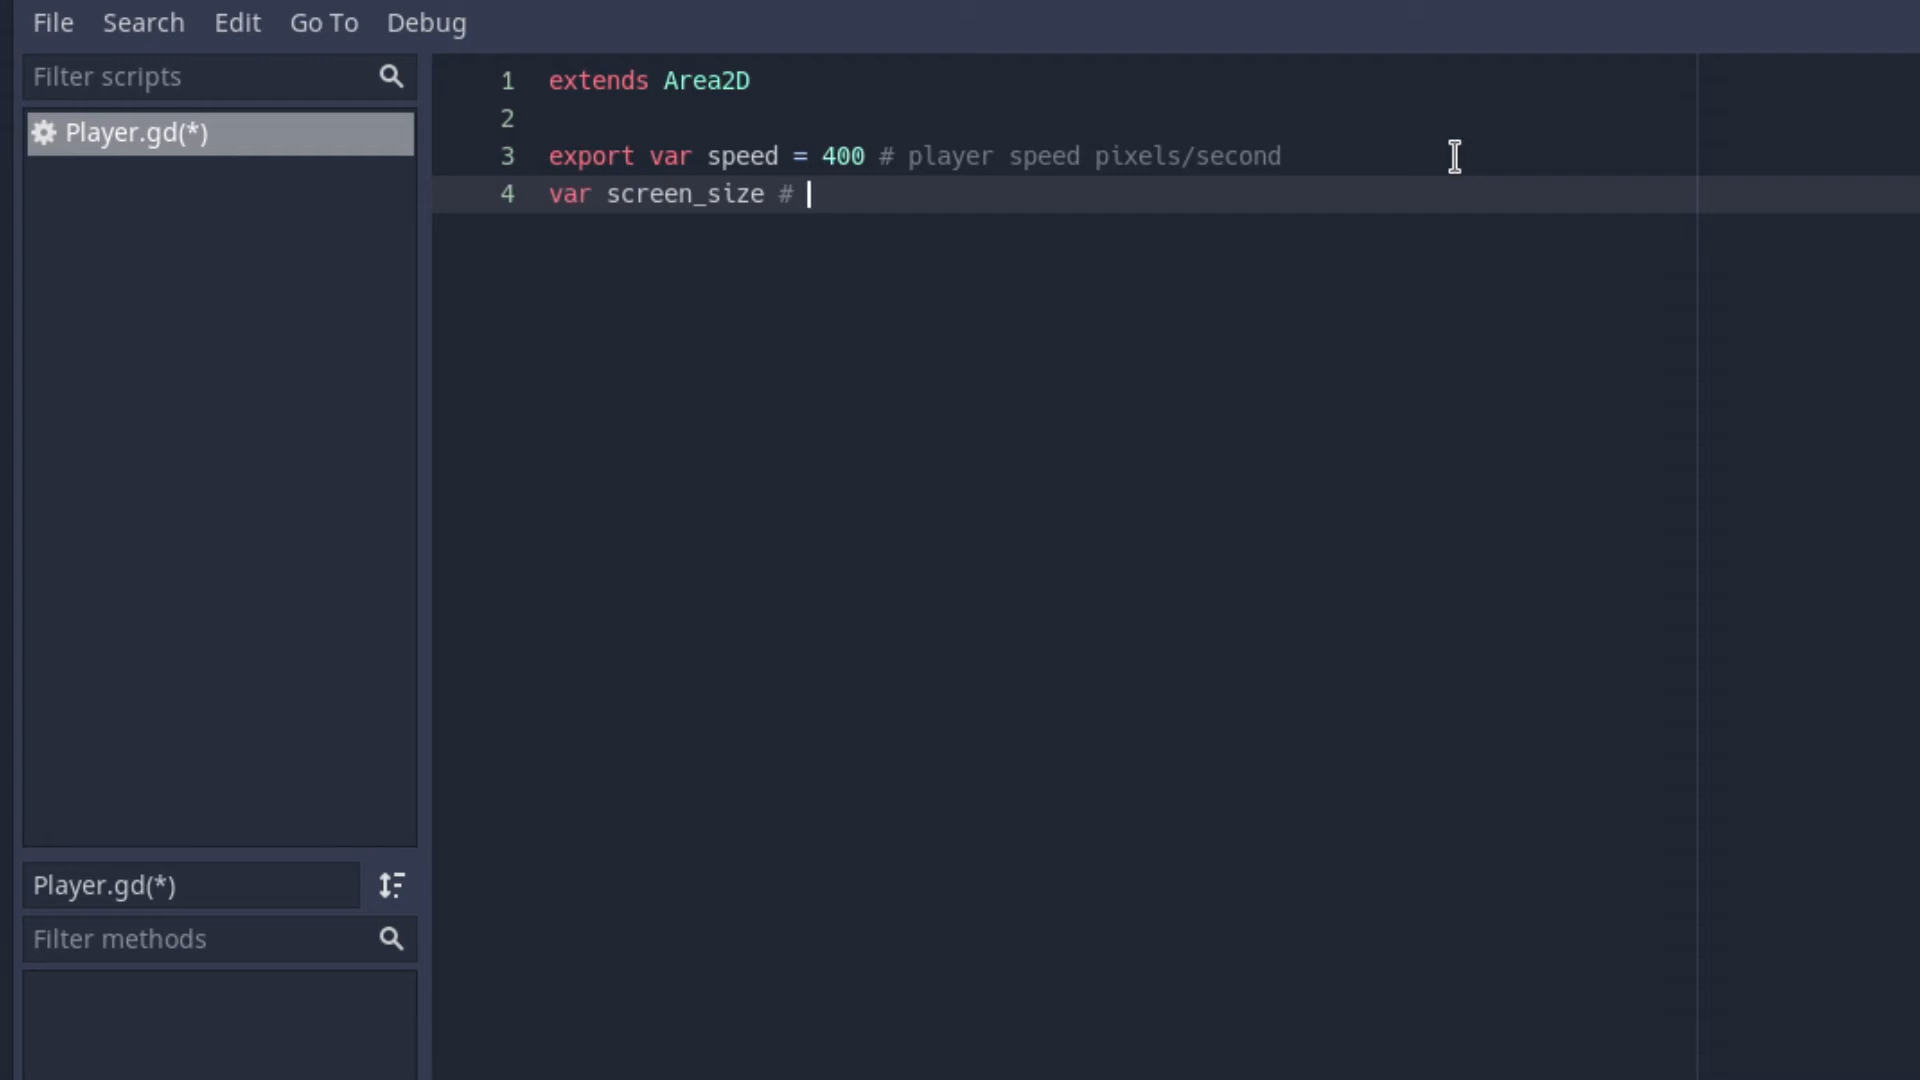 File Search Edit Go To Debug
Filter scripts
Player.gd(*)
1 extends Area2D
2
3 export var speed = 400 # player speed pixels/second
4 var screen_size #
Player.gd(*)
Filter methods